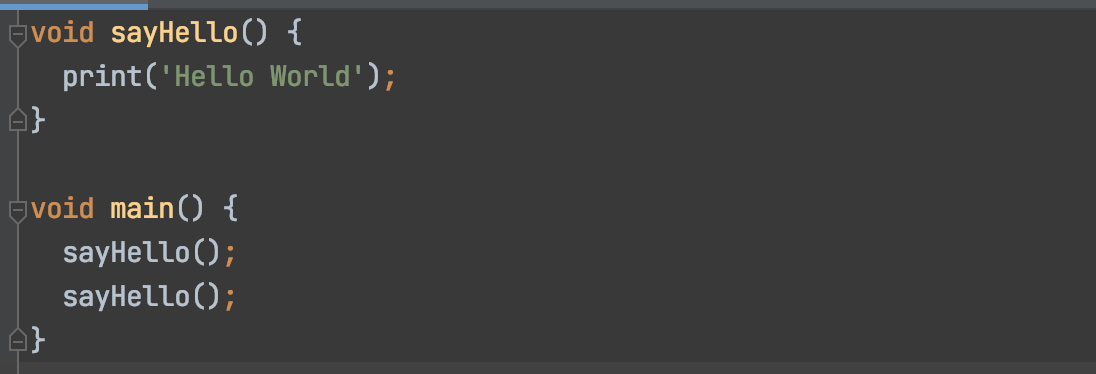 void sayHello() {
  print('Hello World');
}

void main() {
  sayHello();
  sayHello();
}